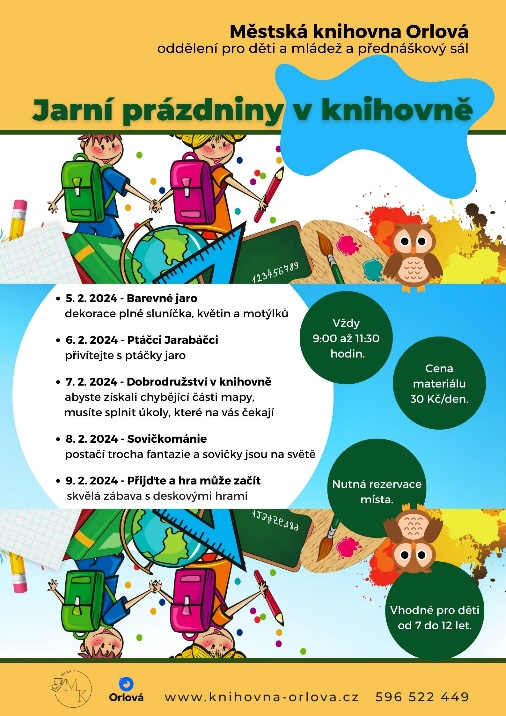 Městská knihovna Orlová
oddělení pro děti a mládež a přednáškový sál
Jarní prázdniny v knihovně
123456789
• 5. 2. 2024 - Barevné jaro
dekorace plné sluníčka, květin a motýlků
• 6. 2. 2024 - Ptáčci Jarabáčci
přivítejte s ptáčky jaro
• 7. 2. 2024 - Dobrodružství v knihovně
abyste získali chybějící části mapy,
musíte splnit úkoly, které na vás čekají
• 8. 2. 2024 - Sovičkománie
postačí trocha fantazie a sovičky jsou na světě
• 9. 2. 2024 - Přijďte a hra může začít
skvělá zábava s deskovými hrami
Vždy
9:00 až 11:30
hodin.
Cena
materiálu
30 Kč/den.
Nutná rezervace
místa.
123456789
Vhodné pro děti
od 7 do 12 let.
MK
Orlová
www.knihovna-orlova.cz 596 522 449